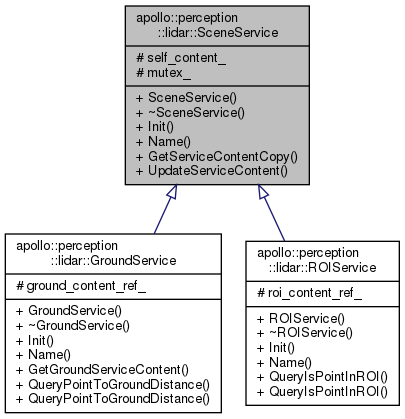 apollo::perception
::lidar::SceneService
# self_content_
# mutex_
+ SceneService()
+ ~SceneService()
+ Init()
+ Name()
+ GetServiceContentCopy()
+ UpdateServiceContent()
apollo::perception
::lidar::GroundService
# ground_content_ref_
+ GroundService()
+ ~GroundService()
+ Init()
+ Name()
+ GetGroundServiceContent()
+ QueryPointToGroundDistance()
+ QueryPointToGroundDistance()
apollo::perception
::lidar::ROIService
# roi_content_ref_
+ ROIService()
+ ~ROIService()
+ Init()
+ Name()
+ QueryIsPointInROI()
+ QueryIsPointInROI()